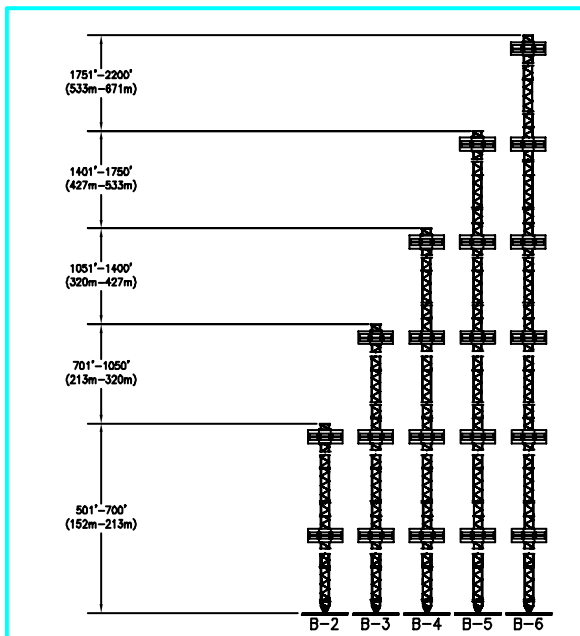 1751'-2200'
(533m-671m)
1401'-1750'
(427m-533m)
1051'-1400'
(320m-427m)
701'-1050'
(213m-320m)
501'-700'
(152m-213m)
B-2 B-3 B-4 B-5 B-6